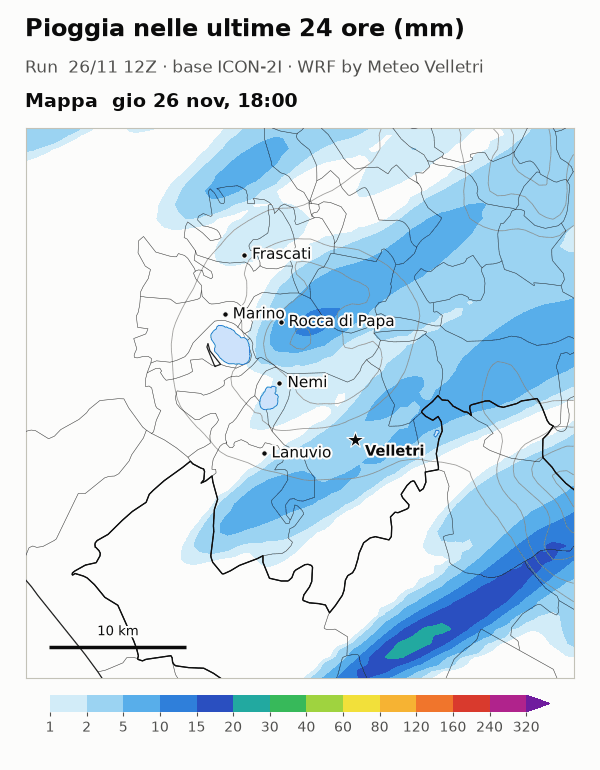 Pioggia nelle ultime 24 ore (mm)
Run 26/11 12Z · base ICON-2I · WRF by Meteo Velletri
Mappa gio 26 nov, 18:00
Frascati
Marino
Rocca di Papa
Nemi
Velletri
Lanuvio
10 km
1 2 5 10 15 20 30 40 60 80 120 160 240 320